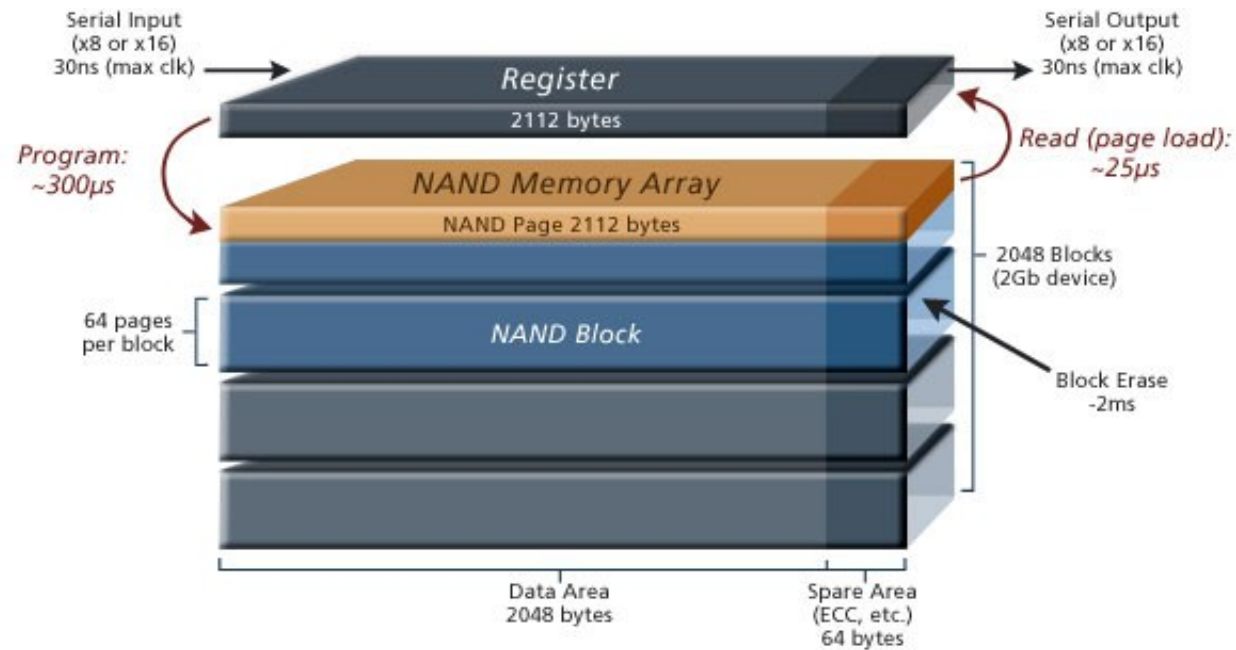 Serial Input
(x8 or x16)
30ns (max clk)
Serial Output
(x8 or x16)
30ns (max clk)
Register
2112 bytes
Program:
~300µs
Read (page load):
~25µs
NAND Memory Array
NAND Page 2112 bytes
2048 Blocks
(2Gb device)
64 pages
per block
NAND Block
Block Erase
-2ms
Data Area
2048 bytes
Spare Area
(ECC, etc.)
64 bytes